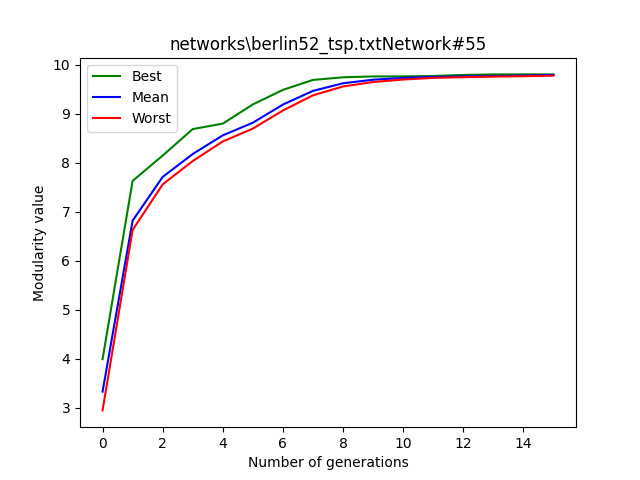 networks\berlin52_tsp.txtNetwork#55
Best
Mean
Worst
Modularity value
10
9
8
7
6
5
4
3
0 2 4 6 8 10 12 14
Number of generations